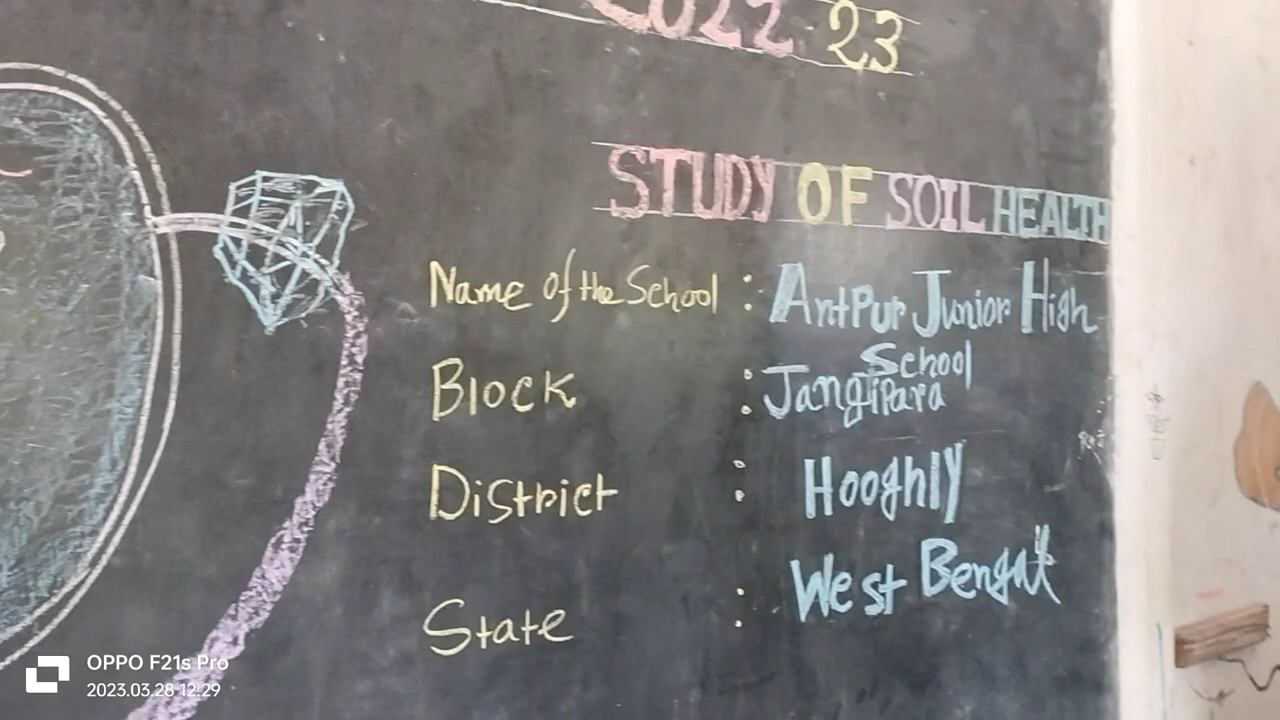 2022-23
STUDY OF SOIL HEALTH
Name of the School : AntPur Junior High
School
Block : Jangipara
District : Hooghly
State : West Bengal
OPPO F21s Pro
2023.03.28 12:29